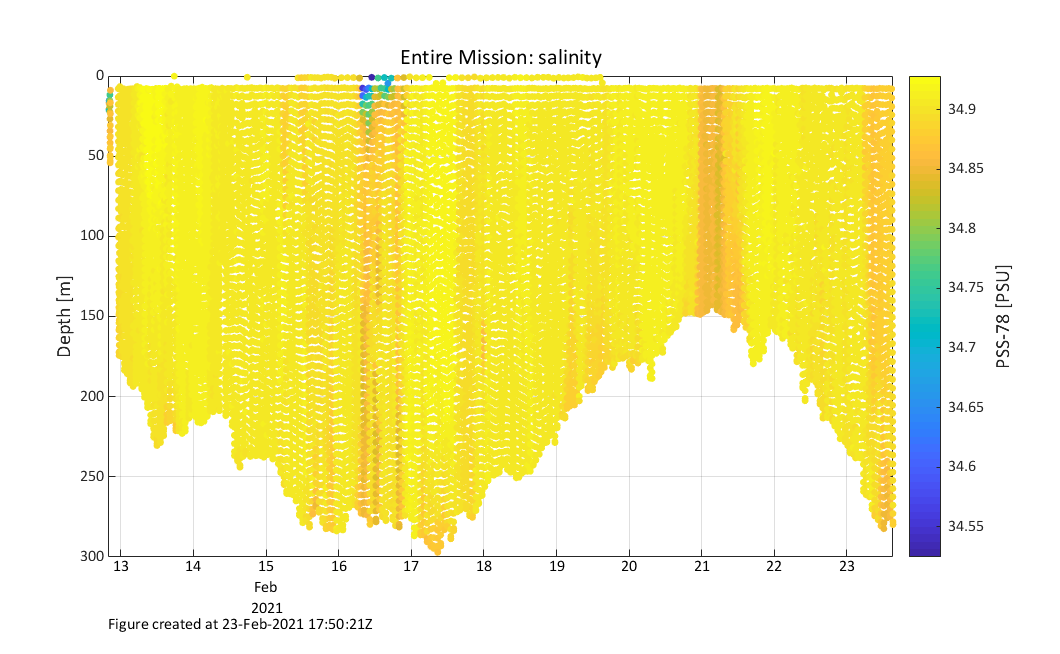 Entire Mission: salinity
0
50
100
150
200
250
300
Depth [m]
13 14 15 16 17 18 19 20 21 22 23
Feb
2021
34.9
34.85
34.8
34.75
34.7
34.65
34.6
34.55
PSS-78 [PSU]
Figure created at 23-Feb-2021 17:50:21Z